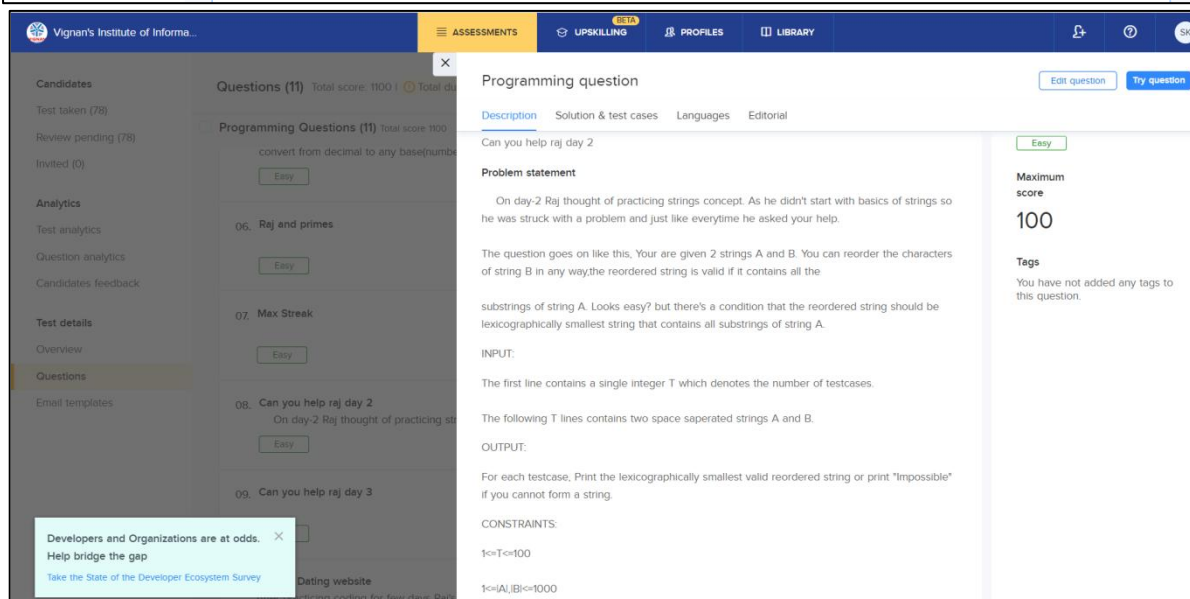 Vignan's Institute of Informa...
ASSESSMENTS
UPSKILLING
BETA
PROFILES
LIBRARY
SK
Candidates
Test taken (78)
Review pending (78)
Invited (0)
Analytics
Test analytics
Question analytics
Candidates feedback
Test details
Overview
Questions
Email templates
Questions (11) Total score: 1100 | Total du
Programming Questions (11) Total score 1100
convert from decimal to any base(numbe
Easy
06. Raj and primes
Easy
07. Max Streak
Easy
08. Can you help raj day 2
On day-2 Raj thought of practicing str
Easy
09. Can you help raj day 3
Dating website
Developers and Organizations are at odds.
Help bridge the gap
Take the State of the Developer Ecosystem Survey
Programming question
Edit question
Try question
Description
Solution & test cases
Languages
Editorial
Can you help raj day 2
Problem statement
On day-2 Raj thought of practicing strings concept. As he didn't start with basics of strings so
he was struck with a problem and just like everytime he asked your help.
The question goes on like this, Your are given 2 strings A and B. You can reorder the characters
of string B in any way,the reordered string is valid if it contains all the
substrings of string A. Looks easy? but there's a condition that the reordered string should be
lexicographically smallest string that contains all substrings of string A.
INPUT:
The first line contains a single integer T which denotes the number of testcases.
The following T lines contains two space saperated strings A and B.
OUTPUT:
For each testcase, Print the lexicographically smallest valid reordered string or print "Impossible"
if you cannot form a string.
CONSTRAINTS:
1<=T<=100
1<=|A|,|B|<=1000
Easy
Maximum
score
100
Tags
You have not added any tags to
this question.